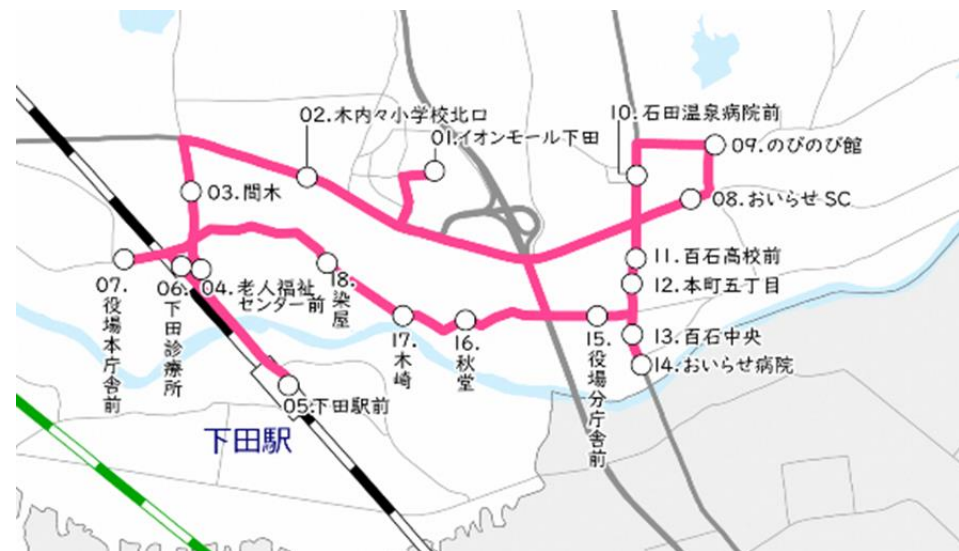 10.石田温泉病院前
02.木内々小学校北口
01.イオンモール下田
09.のびのび館
03.間木
08.おいらせSC
11.百石高校前
12.本町五丁目
04.老人福祉
センター前
07.役場本庁舎前
06.下田診療所
18.染屋
17.木崎
16.秋堂
15.役場分庁舎前
13.百石中央
14.おいらせ病院
05.下田駅前
下田駅